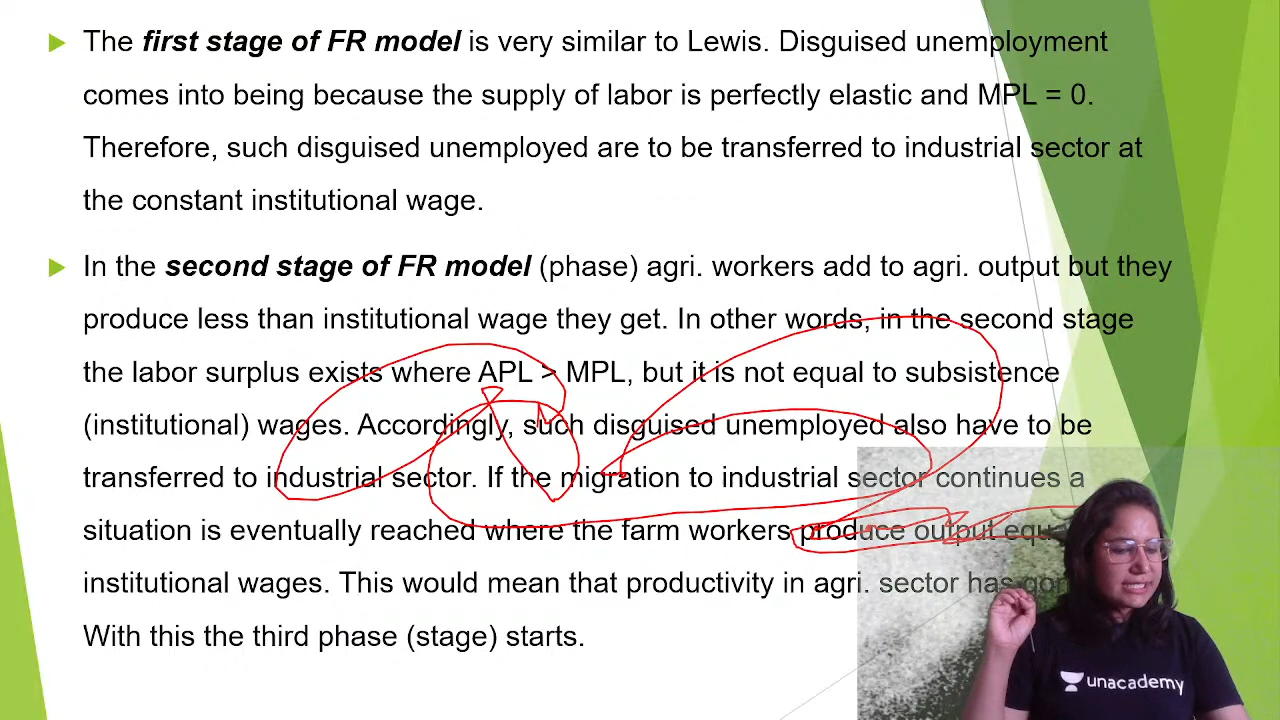 The first stage of FR model is very similar to Lewis. Disguised unemployment
comes into being because the supply of labor is perfectly elastic and MPL = 0.
Therefore, such disguised unemployed are to be transferred to industrial sector at
the constant institutional wage.
In the second stage of FR model (phase) agri. workers add to agri. output but they
produce less than institutional wage they get. In other words, in the second stage
the labor surplus exists where APL > MPL, but it is not equal to subsistence
(institutional) wages. Accordingly, such disguised unemployed also have to be
transferred to industrial sector. If the migration to industrial sector continues a
situation is eventually reached where the farm workers produce output
institutional wages. This would mean that productivity in agri. sector has
With this the third phase (stage) starts.
unacademy